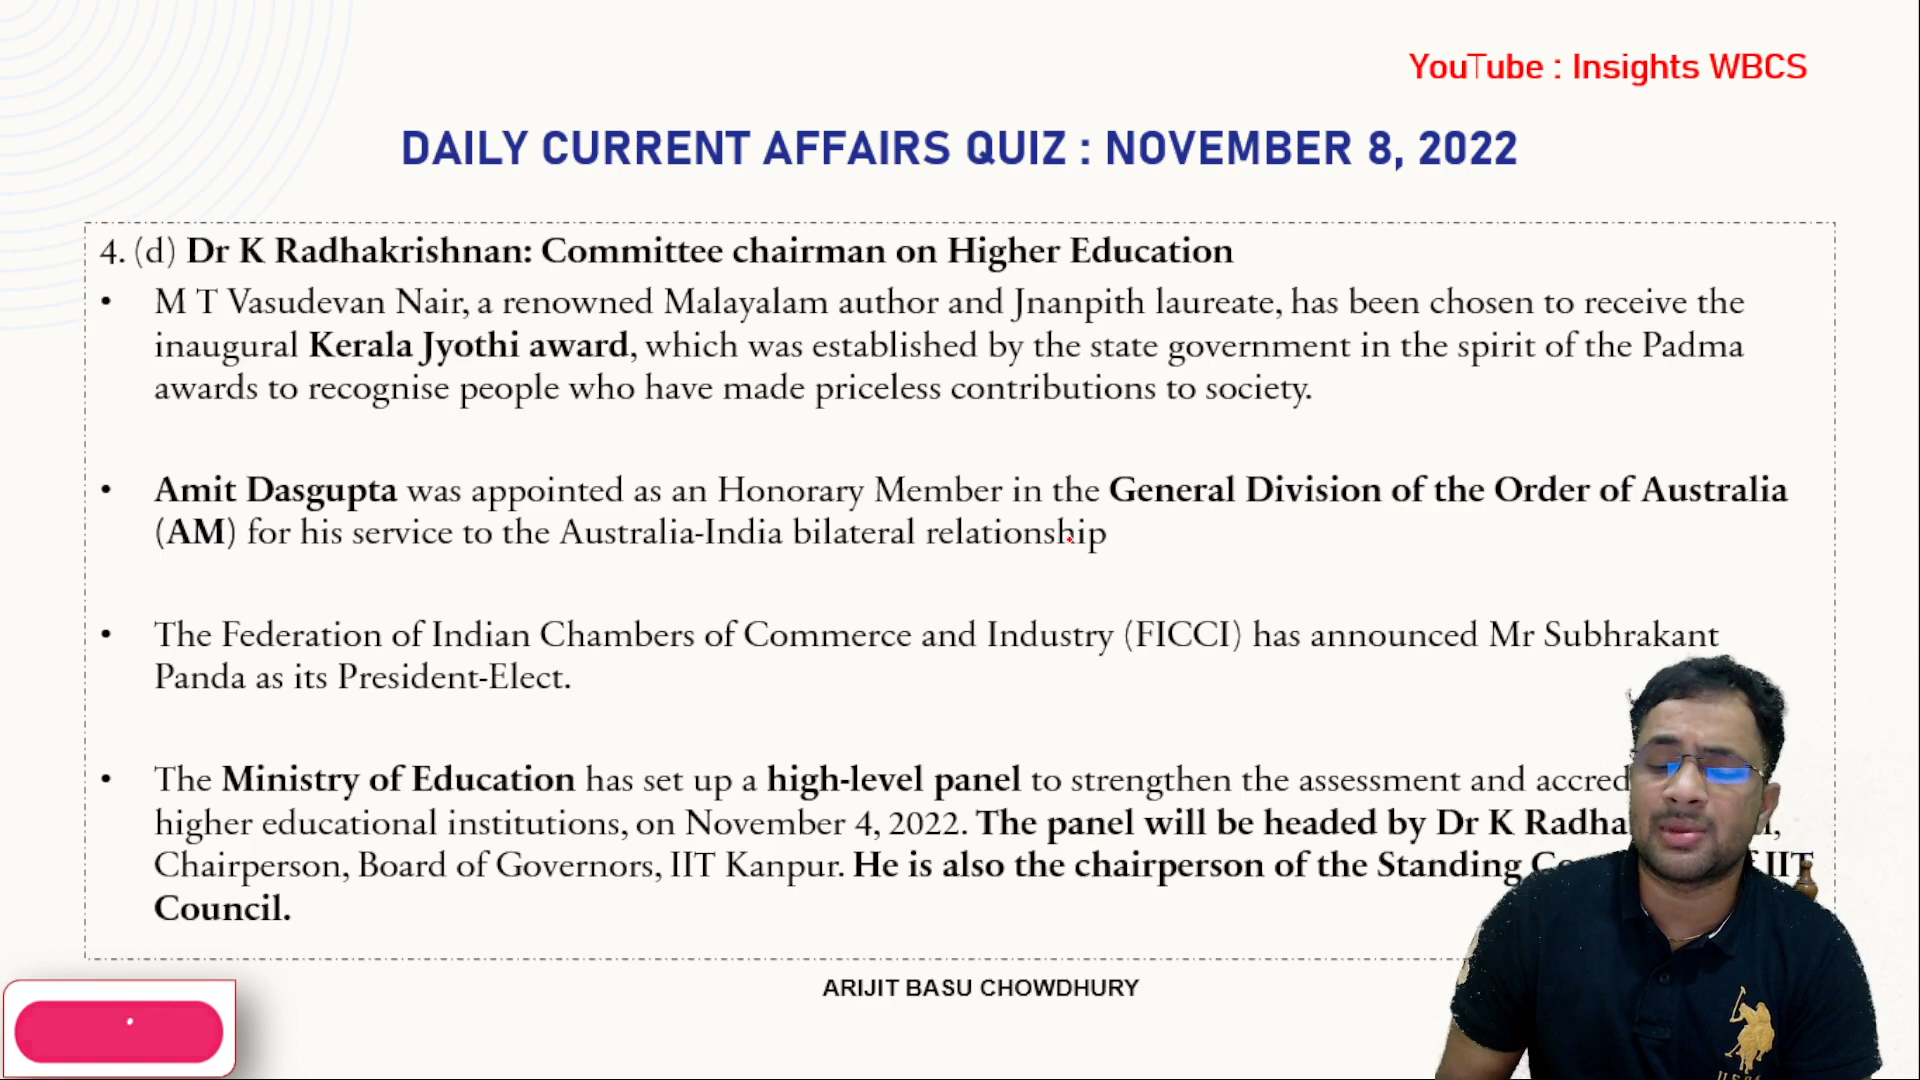 YouTube : Insights WBCS
DAILY CURRENT AFFAIRS QUIZ : NOVEMBER 8, 2022
4. (d) Dr K Radhakrishnan: Committee chairman on Higher Education
• M T Vasudevan Nair, a renowned Malayalam author and Jnanpith laureate, has been chosen to receive the
inaugural Kerala Jyothi award, which was established by the state government in the spirit of the Padma
awards to recognise people who have made priceless contributions to society.
• Amit Dasgupta was appointed as an Honorary Member in the General Division of the Order of Australia
(AM) for his service to the Australia-India bilateral relationship
• The Federation of Indian Chambers of Commerce and Industry (FICCI) has announced Mr Subhrakant
Panda as its President-Elect.
• The Ministry of Education has set up a high-level panel to strengthen the assessment and
higher educational institutions, on November 4, 2022. The panel will be headed by Dr K
Chairperson, Board of Governors, IIT Kanpur. He is also the chairperson of the Standing IIT
Council.
ARIJIT BASU CHOWDHURY